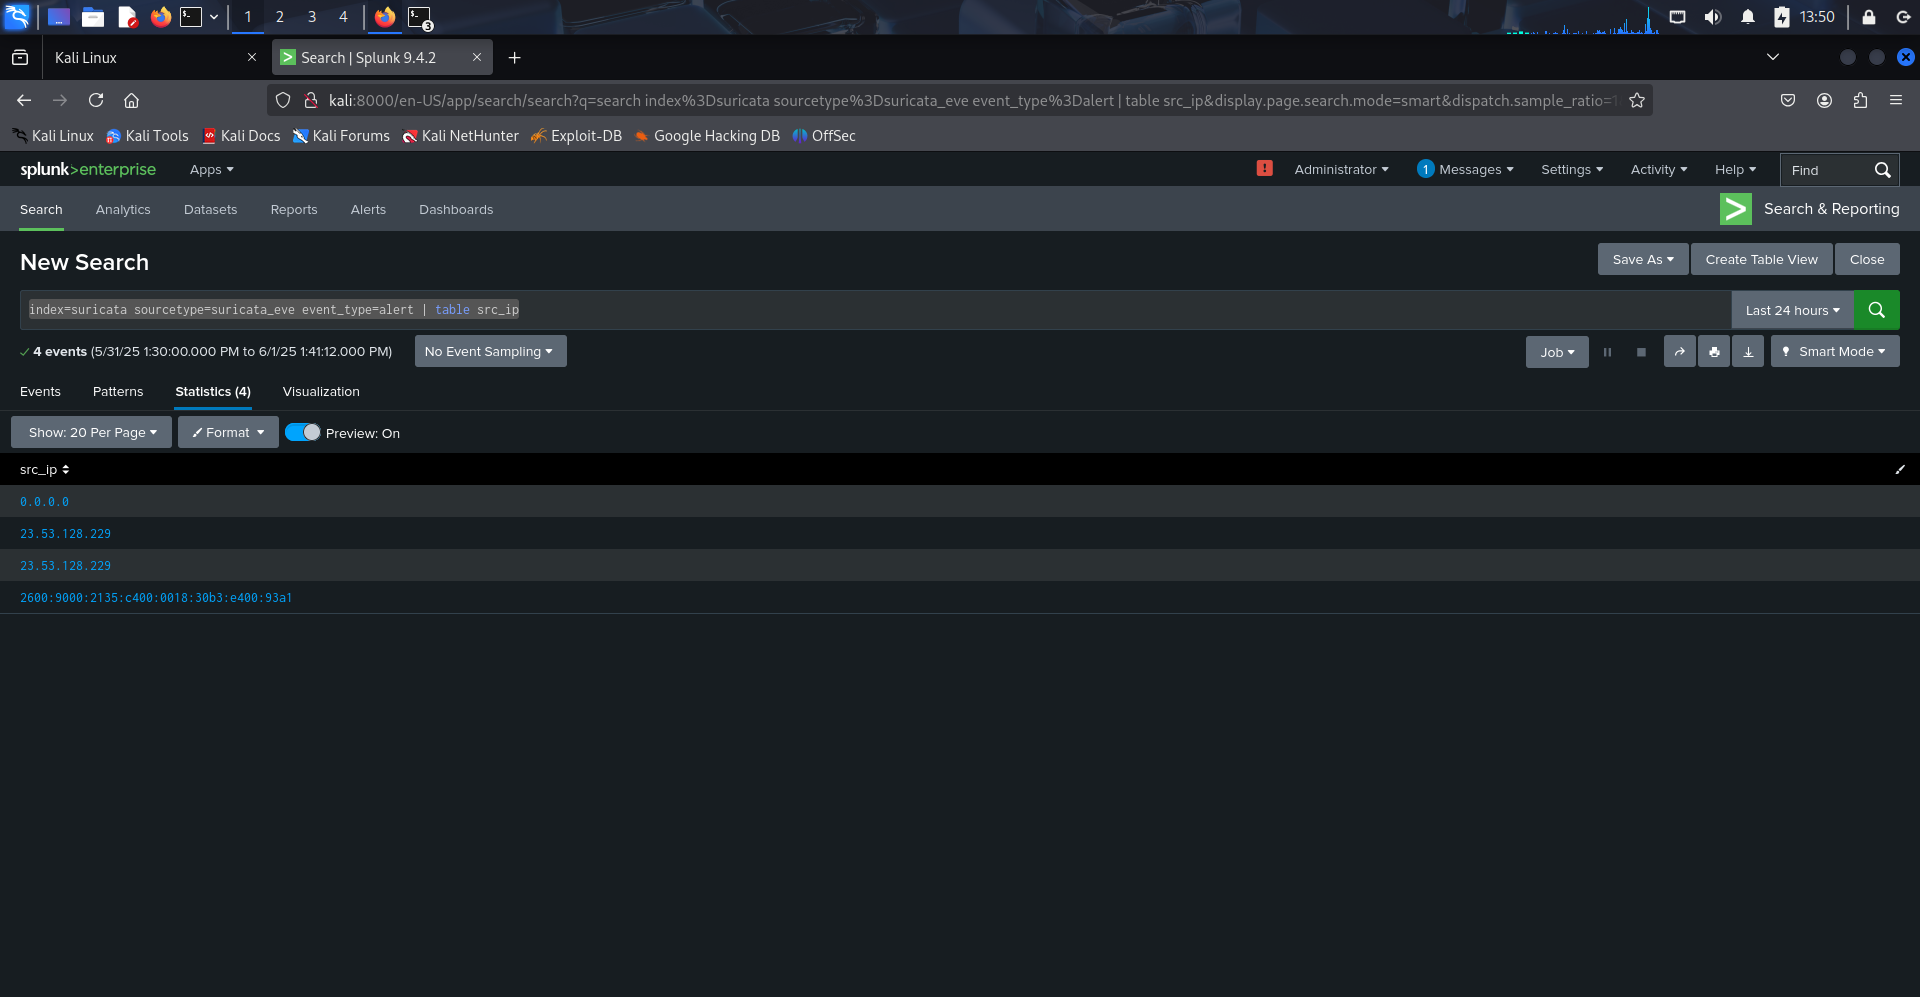 1 2 3 4 3 13:50
Kali Linux
Search | Splunk 9.4.2
kali:8000/en-US/app/search/search?q=search index%3Dsuricata sourcetype%3Dsuricata_eve event_type%3Dalert | table src_ip&display.page.search.mode=smart&dispatch.sample_ratio=1
Kali Linux Kali Tools Kali Docs Kali Forums Kali NetHunter Exploit-DB Google Hacking DB OffSec
splunk>enterprise Apps ! Administrator 1 Messages Settings Activity Help Find
Search Analytics Datasets Reports Alerts Dashboards > Search & Reporting
New Search Save As Create Table View Close
index=suricata sourcetype=suricata_eve event_type=alert | table src_ip Last 24 hours
✓ 4 events (5/31/25 1:30:00.000 PM to 6/1/25 1:41:12.000 PM) No Event Sampling Job Smart Mode
Events Patterns Statistics (4) Visualization
Show: 20 Per Page Format Preview: On
src_ip
0.0.0.0
23.53.128.229
23.53.128.229
2600:9000:2135:c400:0018:30b3:e400:93a1